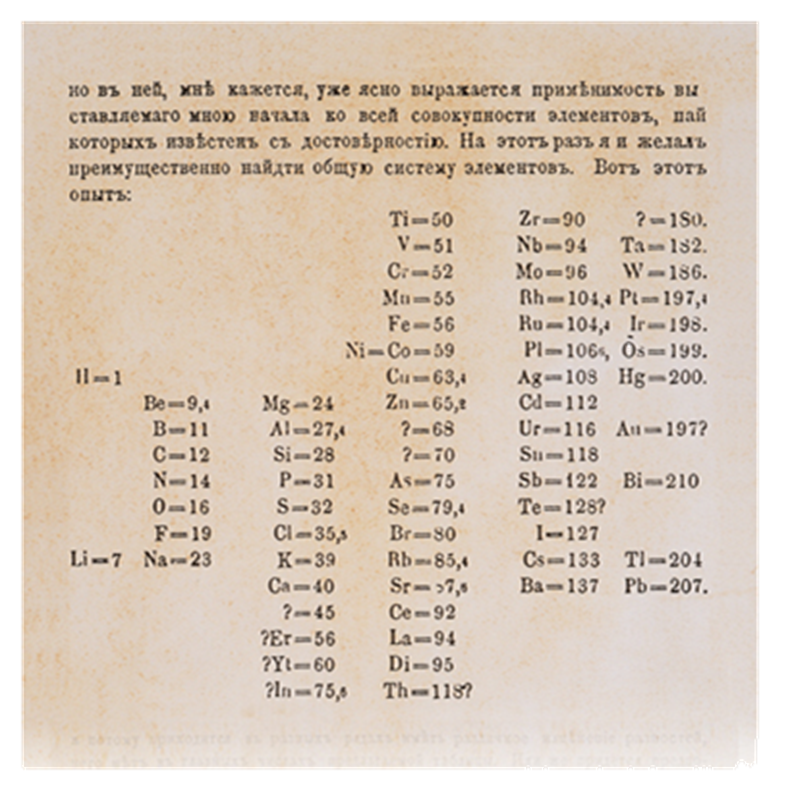 но въ ней, мнѣ кажется, уже ясно выражается примѣнимость вы
ставляемаго мною начала ко всей совокупности элементовъ, пай
которыхъ извѣстенъ съ достовѣрностію. На этотъ разъ я и желалъ
преимущественно найдти общую систему элементовъ. Вотъ этотъ
опытъ:
Ti=50 Zr=90 ?=180.
V=51 Nb=94 Ta=182.
Cr=52 Mo=96 W=186.
Mn=55 Rh=104,4 Pt=197,4
Fe=56 Ru=104,4 Ir=198.
Ni=Co=59 Pl=106,6, Os=199.
H=1 Cu=63,4 Ag=108 Hg=200.
Be=9,4 Mg=24 Zn=65,2 Cd=112
B=11 Al=27,4 ?=68 Ur=116 Au=197?
C=12 Si=28 ?=70 Sn=118
N=14 P=31 As=75 Sb=122 Bi=210
O=16 S=32 Se=79,4 Te=128?
F=19 Cl=35,5 Br=80 I=127
Li=7 Na=23 K=39 Rb=85,4 Cs=133 Tl=204
Ca=40 Sr=87,6 Ba=137 Pb=207.
?=45 Ce=92
?Er=56 La=94
?Yt=60 Di=95
?In=75,6 Th=118?